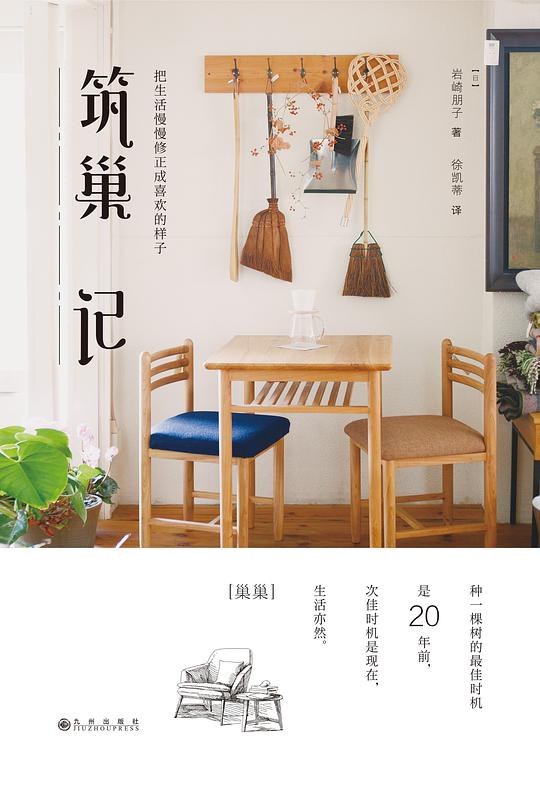 筑巢记
把生活慢慢修正成喜欢的样子
【日】
岩崎朋子 著 徐凯蒂 译
种一棵树的最佳时机
是20年前，
次佳时机是现在，
生活亦然。
[巢巢]
九州出版社
JIUZHOUPRESS